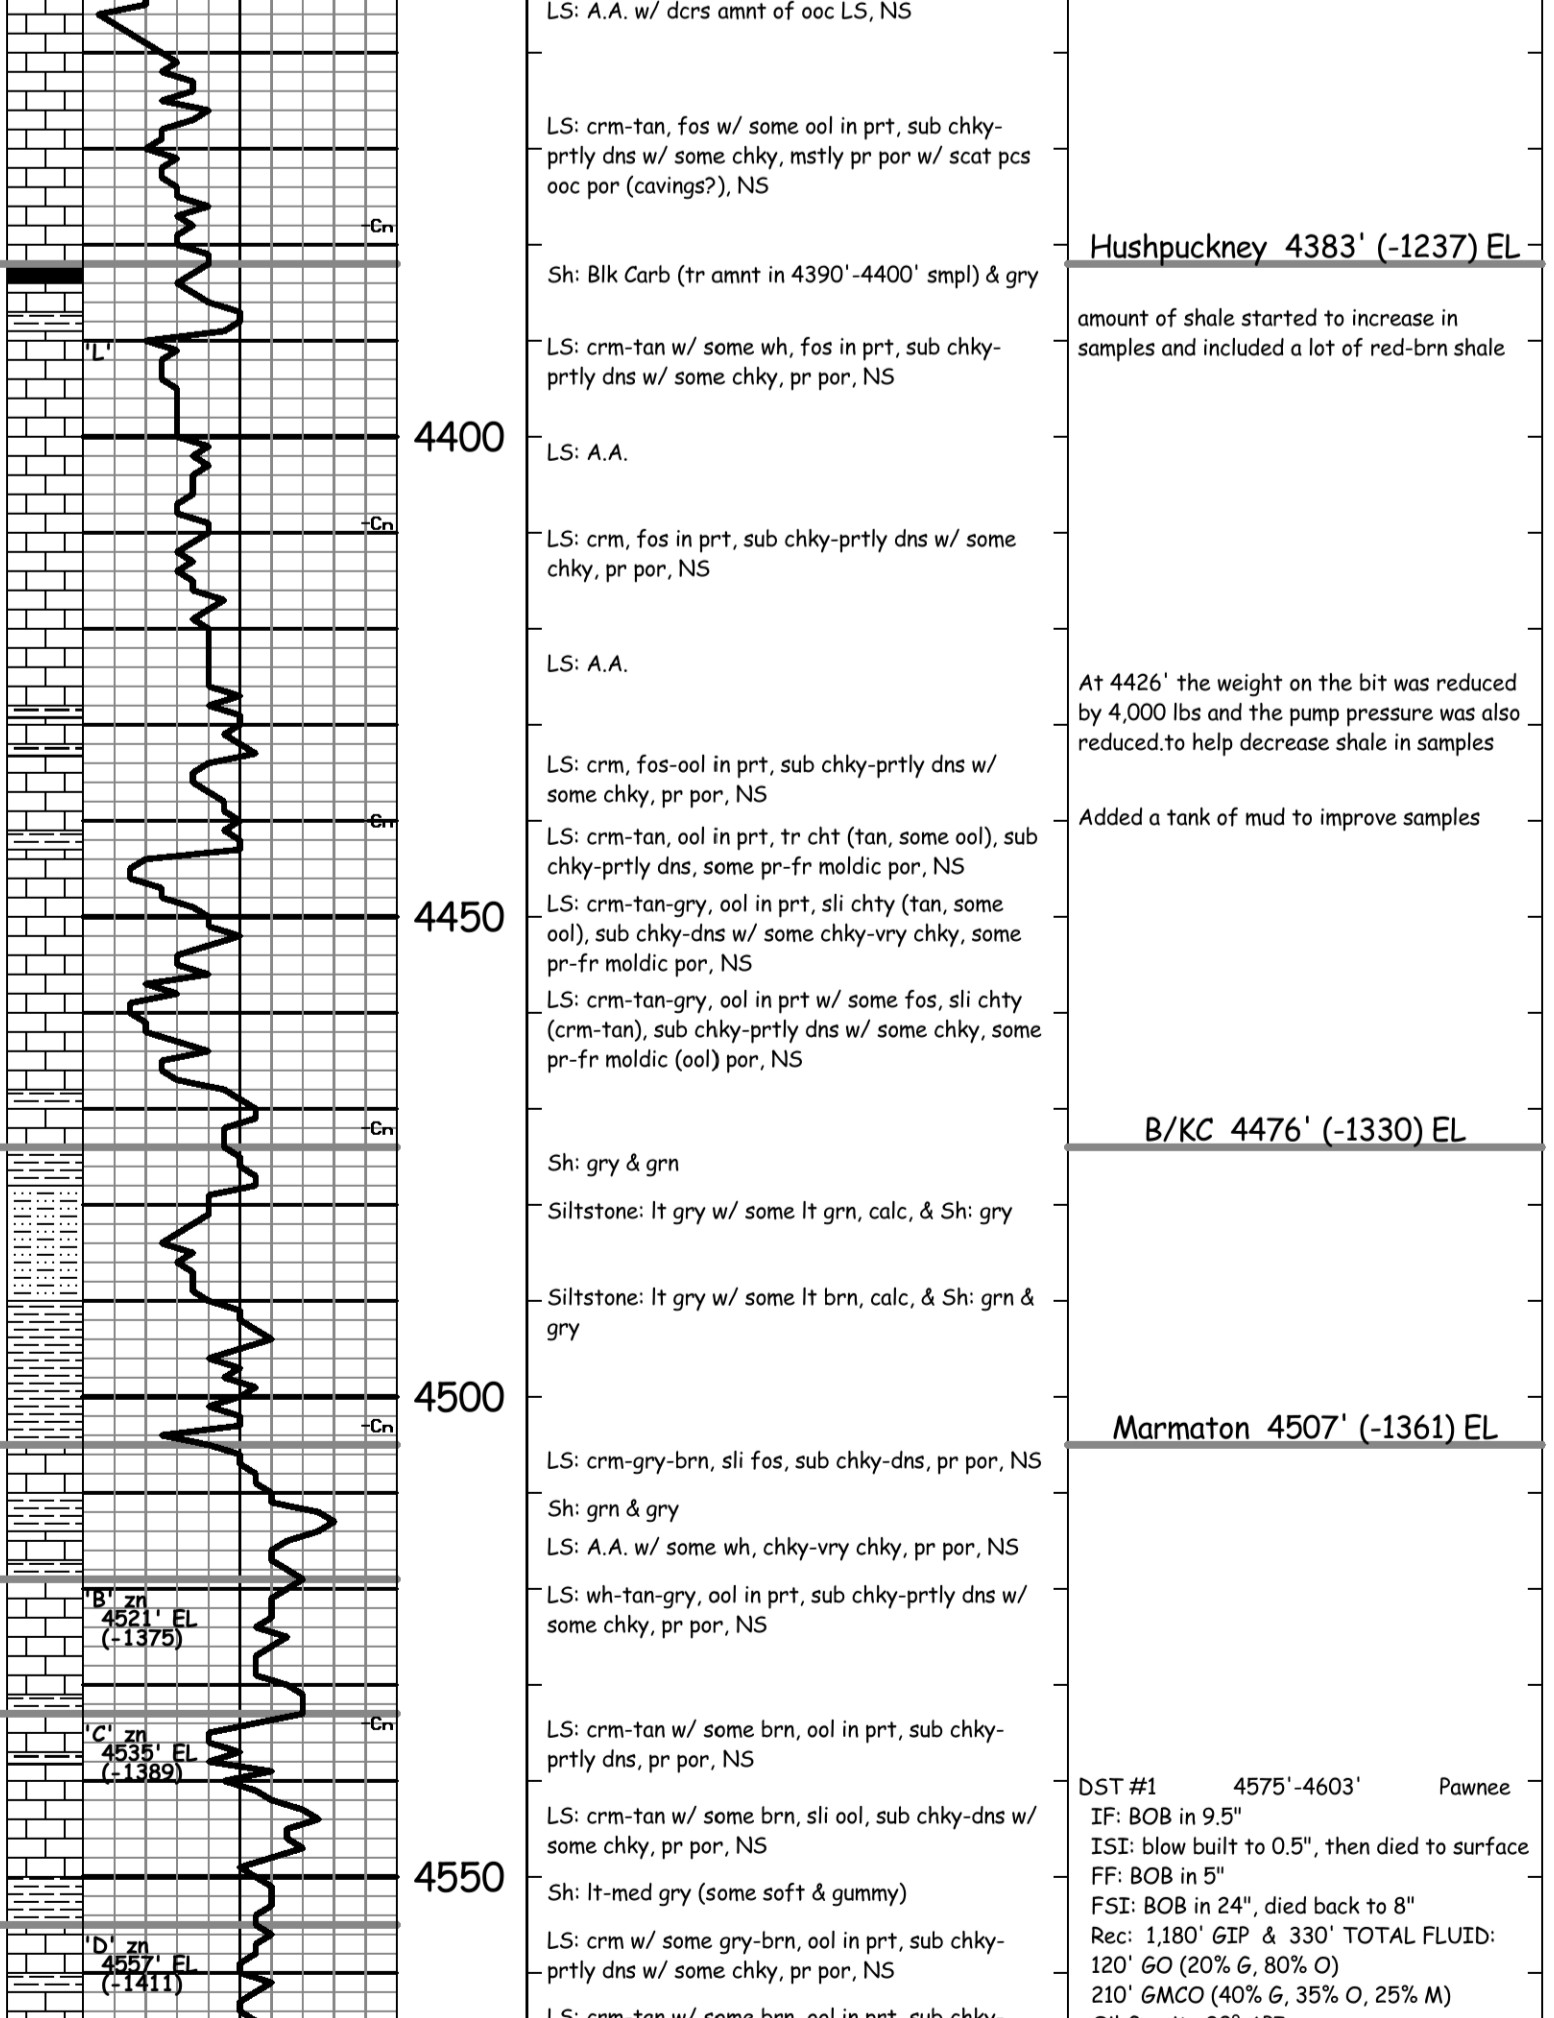 LS: A.A. w/ dcrs amnt of ooc LS, NS
LS: crm-tan, fos w/ some ool in prt, sub chky-
prtly dns w/ some chky, mstly pr por w/ scat pcs
ooc por (cavings?), NS
Cn
Hushpuckney 4383' (-1237) EL
Sh: Blk Carb (tr amnt in 4390'-4400' smpl) & gry
amount of shale started to increase in
samples and included a lot of red-brn shale
'L'
LS: crm-tan w/ some wh, fos in prt, sub chky-
prtly dns w/ some chky, pr por, NS
4400
LS: A.A.
Cn
LS: crm, fos in prt, sub chky-prtly dns w/ some
chky, pr por, NS
LS: A.A.
At 4426' the weight on the bit was reduced
by 4,000 lbs and the pump pressure was also
reduced.to help decrease shale in samples
LS: crm, fos-ool in prt, sub chky-prtly dns w/
some chky, pr por, NS
Cn
Added a tank of mud to improve samples
LS: crm-tan, ool in prt, tr cht (tan, some ool), sub
chky-prtly dns, some pr-fr moldic por, NS
4450
LS: crm-tan-gry, ool in prt, sli chty (tan, some
ool), sub chky-dns w/ some chky-vry chky, some
pr-fr moldic por, NS
LS: crm-tan-gry, ool in prt w/ some fos, sli chty
(crm-tan), sub chky-prtly dns w/ some chky, some
pr-fr moldic (ool) por, NS
Cn
B/KC 4476' (-1330) EL
Sh: gry & grn
Siltstone: lt gry w/ some lt grn, calc, & Sh: gry
Siltstone: lt gry w/ some lt brn, calc, & Sh: grn &
gry
4500
Cn
Marmaton 4507' (-1361) EL
LS: crm-gry-brn, sli fos, sub chky-dns, pr por, NS
Sh: grn & gry
LS: A.A. w/ some wh, chky-vry chky, pr por, NS
'B' zn
4521' EL
(-1375)
LS: wh-tan-gry, ool in prt, sub chky-prtly dns w/
some chky, pr por, NS
Cn
'C' zn
4535' EL
(-1389)
LS: crm-tan w/ some brn, ool in prt, sub chky-
prtly dns, pr por, NS
LS: crm-tan w/ some brn, sli ool, sub chky-dns w/
some chky, pr por, NS
4550
Sh: lt-med gry (some soft & gummy)
'D' zn
4557' EL
(-1411)
LS: crm w/ some gry-brn, ool in prt, sub chky-
prtly dns w/ some chky, pr por, NS
LS: crm-tan w/ some brn, ool in prt, sub chky-
DST #1 4575'-4603' Pawnee
IF: BOB in 9.5"
ISI: blow built to 0.5", then died to surface
FF: BOB in 5"
FSI: BOB in 24", died back to 8"
Rec: 1,180' GIP & 330' TOTAL FLUID:
120' GO (20% G, 80% O)
210' GMCO (40% G, 35% O, 25% M)